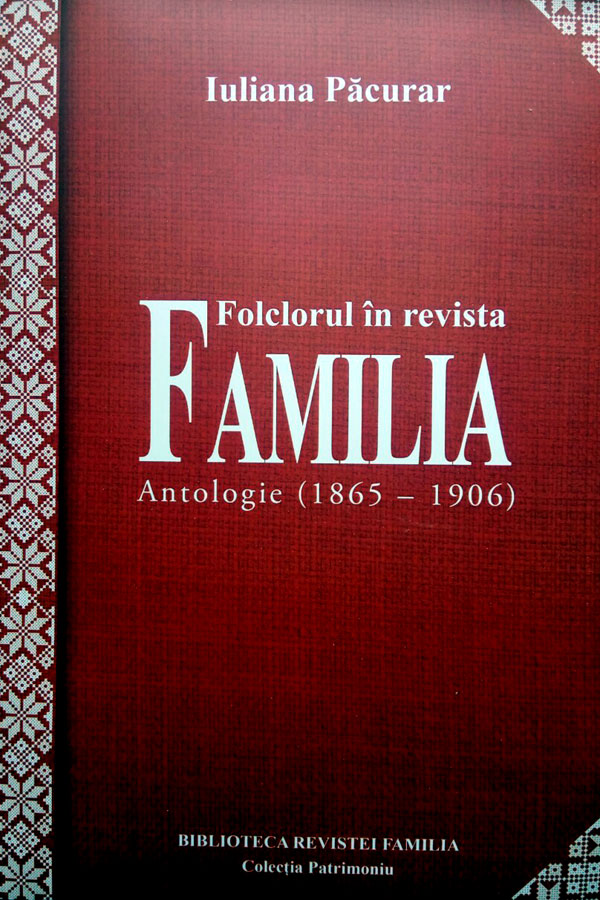 Iuliana Păcurar
Folclorul în revista
FAMILIA
Antologie (1865 – 1906)
BIBLIOTECA REVISTEI FAMILIA
Colecția Patrimoniu